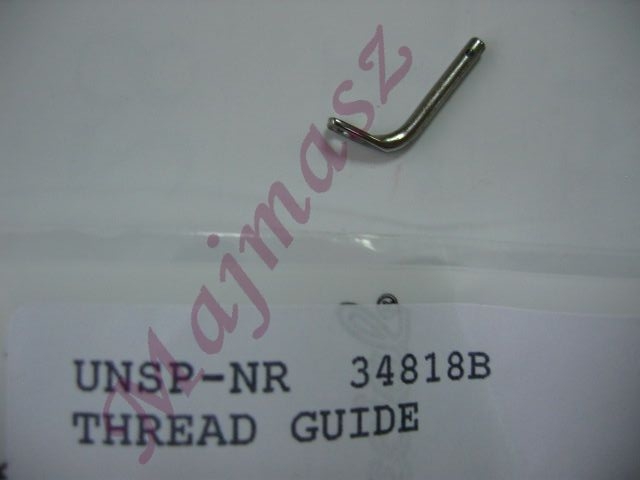 Majmasz
UNSP-NR 34818B
THREAD GUIDE